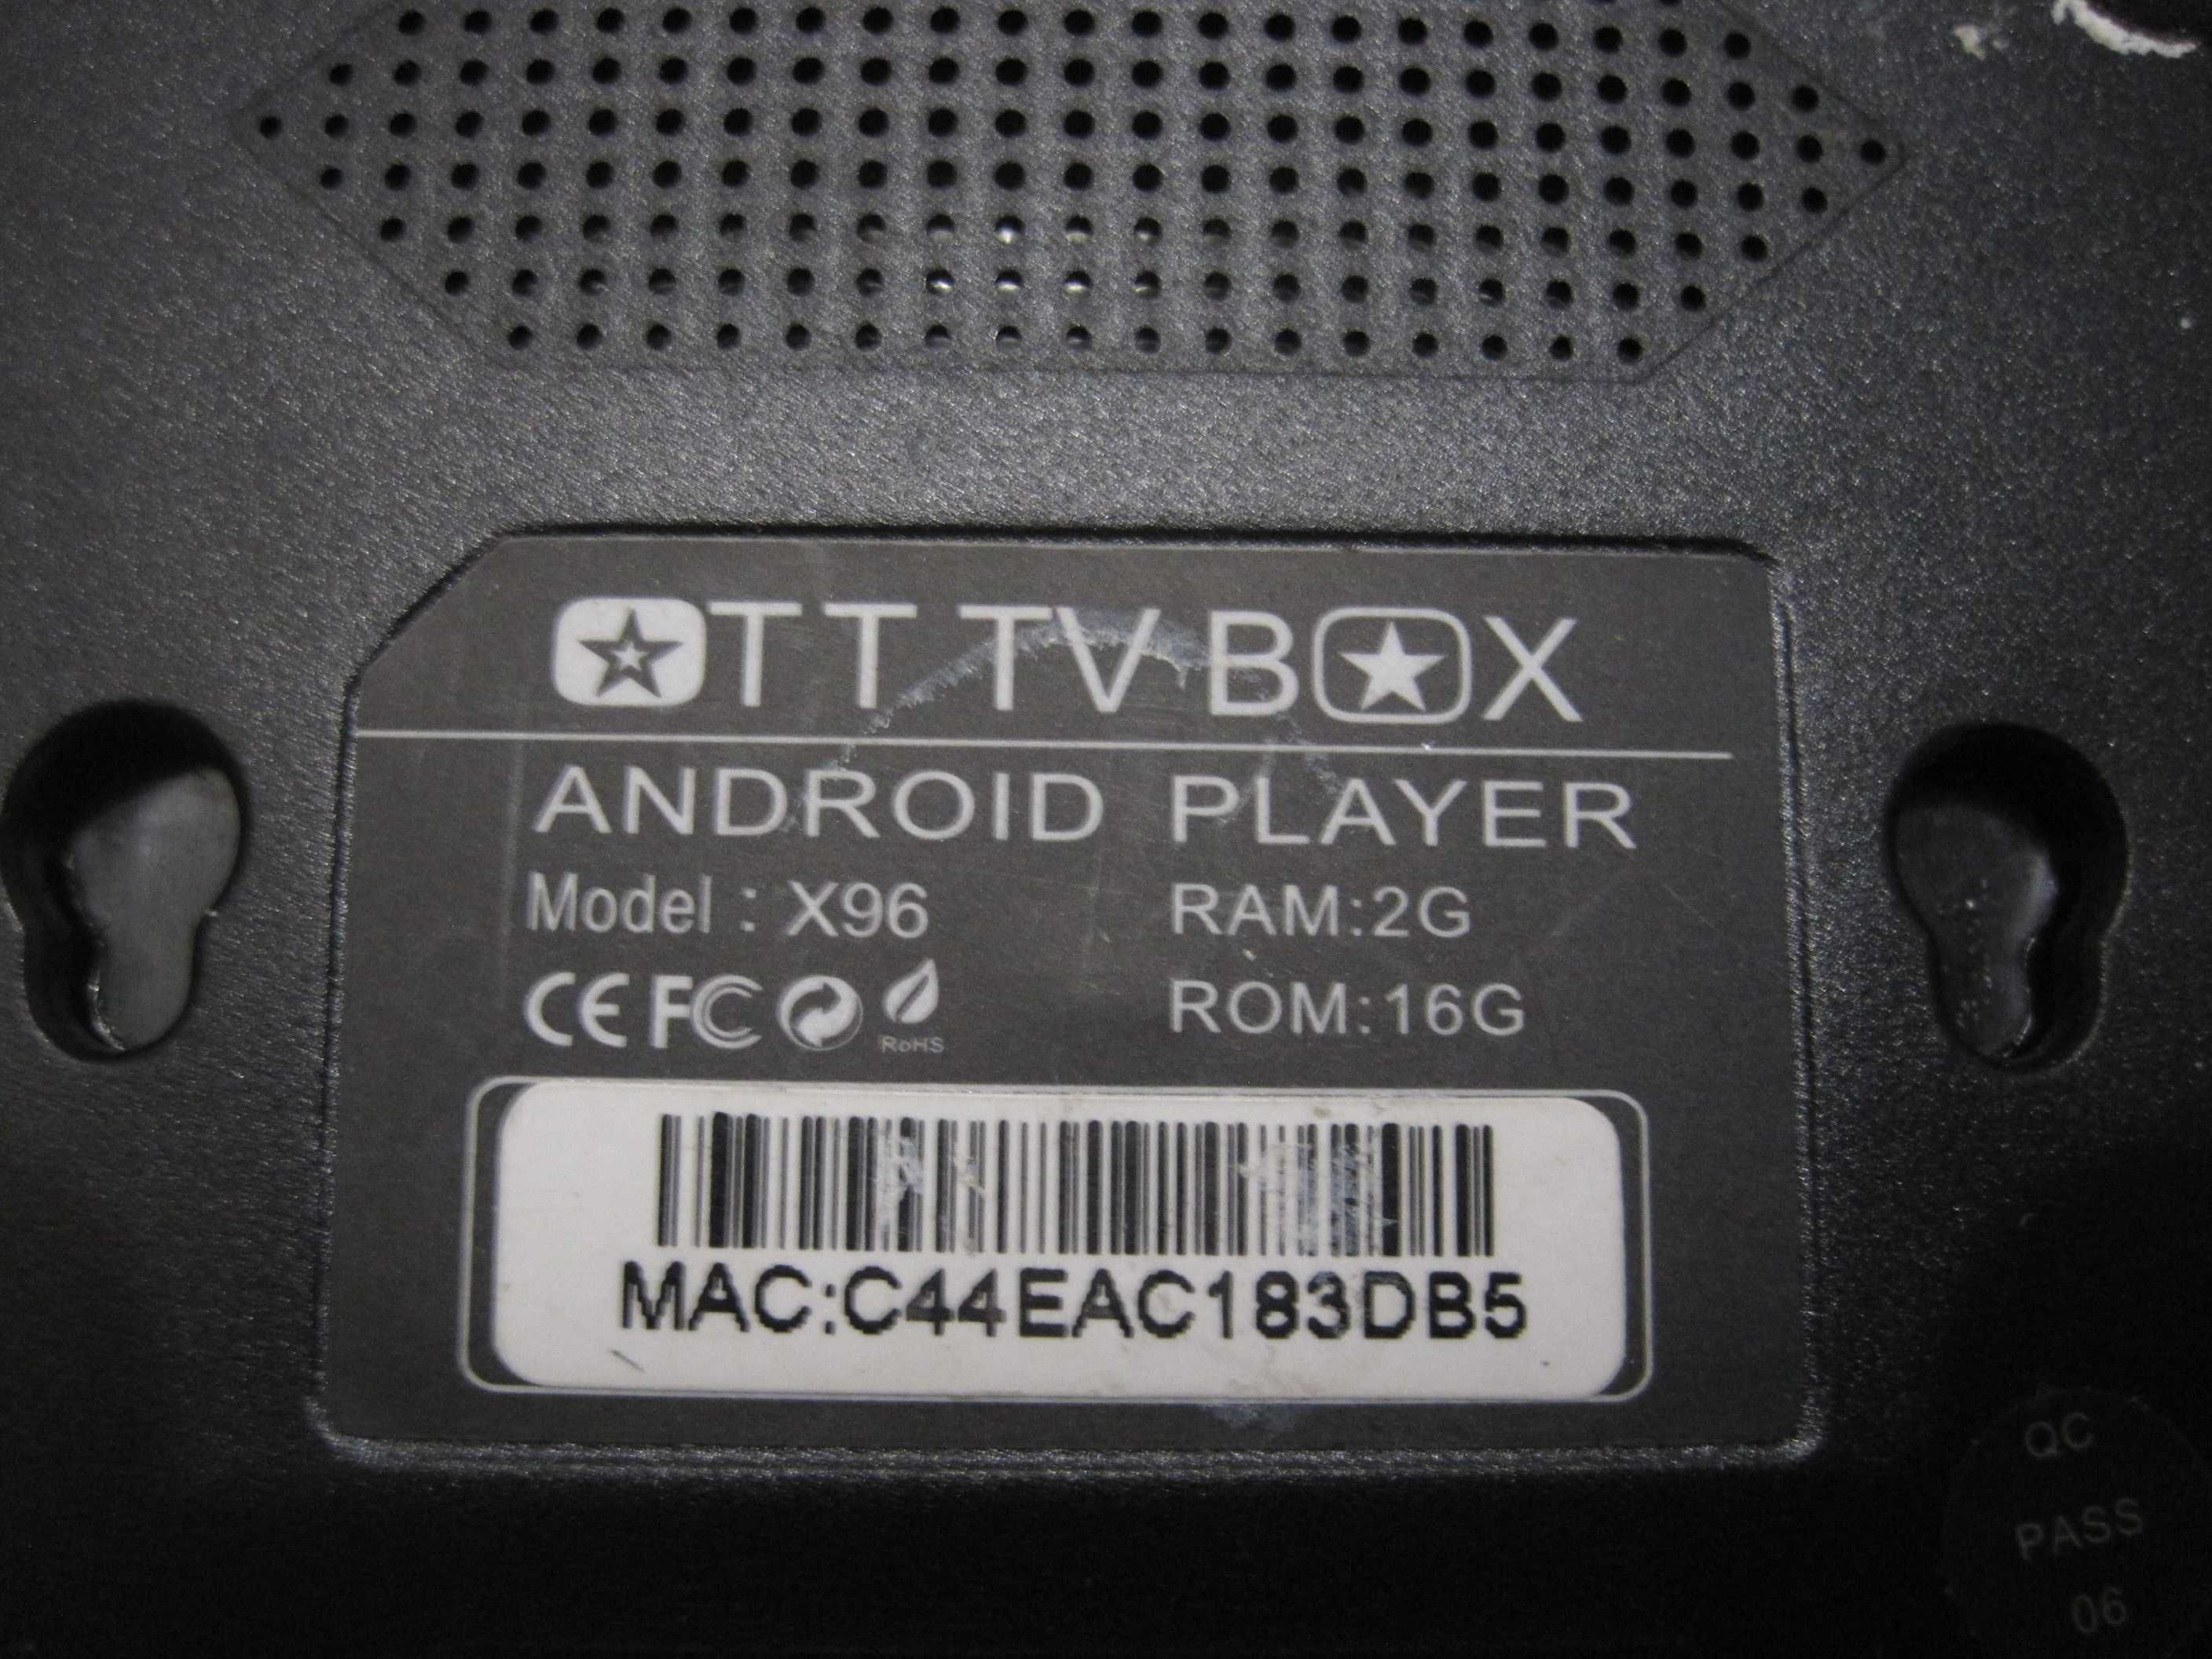 OTT TV BOX
ANDROID PLAYER
Model : X96
RAM:2G
CE FC RoHS
ROM:16G
MAC:C44EAC183DB5
QC
PASS
06